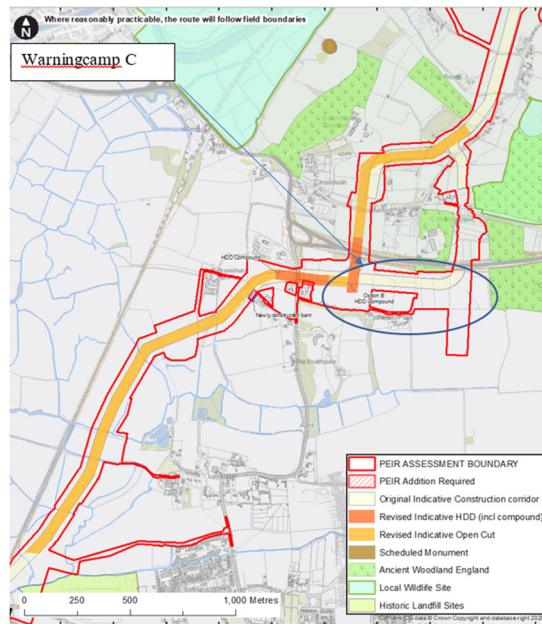 Where reasonably practicable, the route will follow field boundaries
N
Warningcamp C
Crossbush
HDD Compound
Option B
HDD Compound
Newly constructed barn
PEIR ASSESSMENT BOUNDARY
PEIR Addition Required
Original Indicative Construction corridor
Revised Indicative HDD (incl compound)
Revised Indicative Open Cut
Scheduled Monument
Ancient Woodland England
Local Wildlife Site
Historic Landfill Sites
0 250 500 1,000 Metres